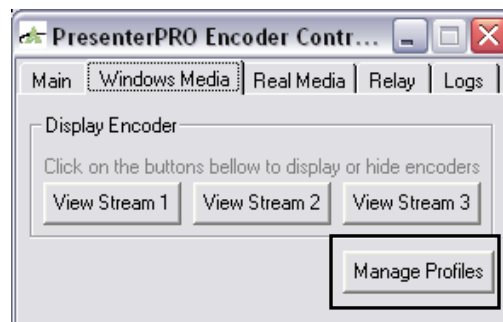 PresenterPRO Encoder Contr...
Main Windows Media Real Media Relay Logs
Display Encoder
Click on the buttons bellow to display or hide encoders
View Stream 1 View Stream 2 View Stream 3
Manage Profiles